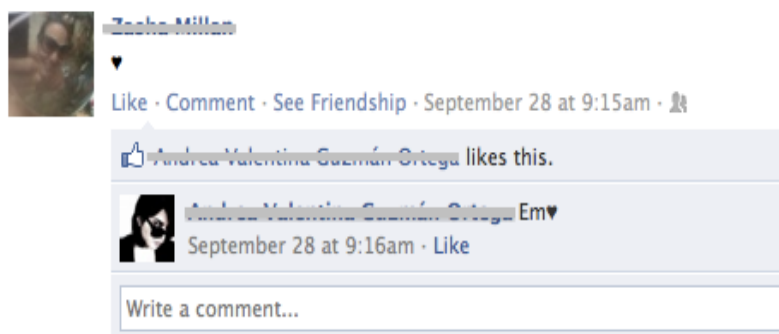 ♥
Like · Comment · See Friendship · September 28 at 9:15am ·
likes this.
Em♥
September 28 at 9:16am · Like
Write a comment...